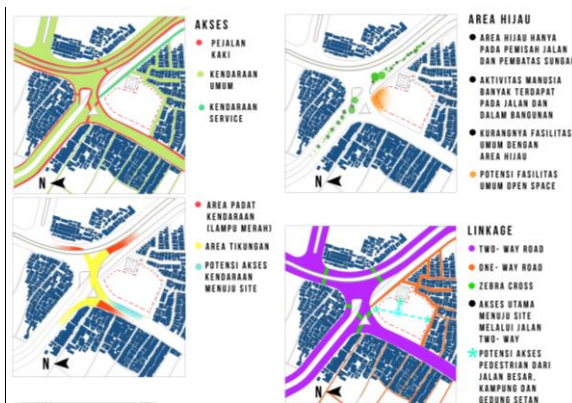 AKSES
PEJALAN
KAKI
KENDARAAN
UMUM
KENDARAAN
SERVICE
N
AREA HIJAU
AREA HIJAU HANYA
PADA PEMISAH JALAN
DAN PEMBATAS SUNGAI
AKTIVITAS MANUSIA
BANYAK TERDAPAT
PADA JALAN DAN
DALAM BANGUNAN
KURANGNYA FASILITAS
UMUM DENGAN
AREA HIJAU
POTENSI FASILITAS
UMUM OPEN SPACE
N
AREA PADAT
KENDARAAN
(LAMPU MERAH)
AREA TIKUNGAN
POTENSI AKSES
KENDARAAN
MENUJU SITE
N
LINKAGE
TWO- WAY ROAD
ONE- WAY ROAD
ZEBRA CROSS
AKSES UTAMA
MENUJU SITE
MELALUI JALAN
TWO- WAY
POTENSI AKSES
PEDESTRIAN DARI
JALAN BESAR,
KAMPUNG DAN
GEDUNG SETAN
N